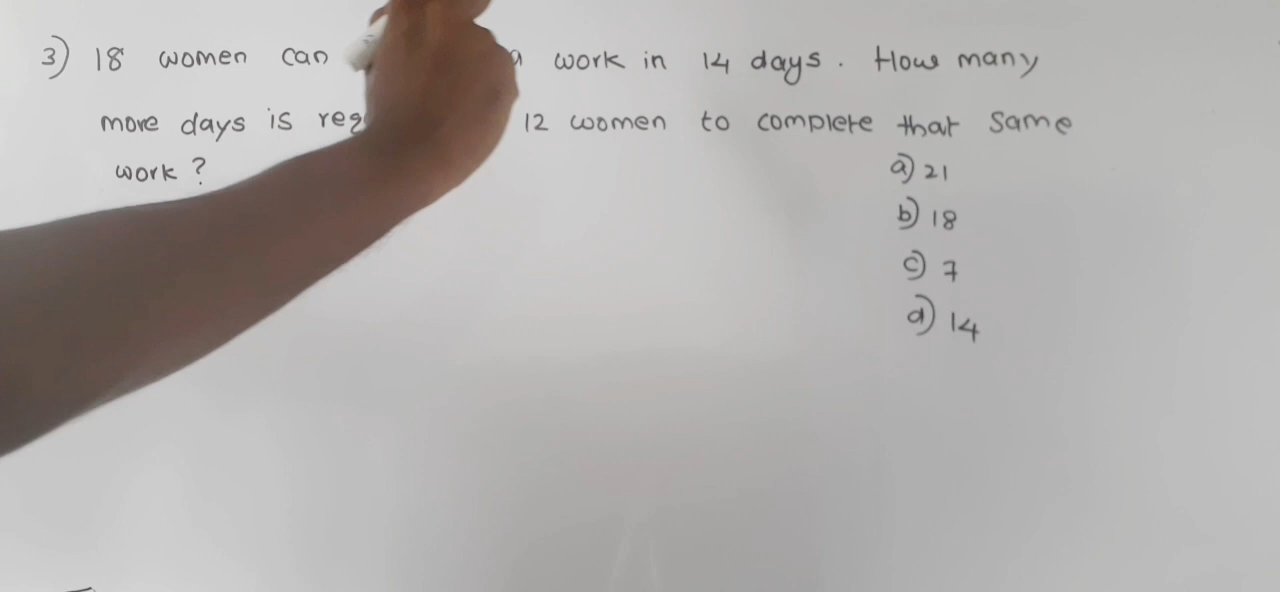 3) 18 women can a work in 14 days. How many
more days is req 12 women to complete that same
work?
a) 21
b) 18
c) 7
d) 14